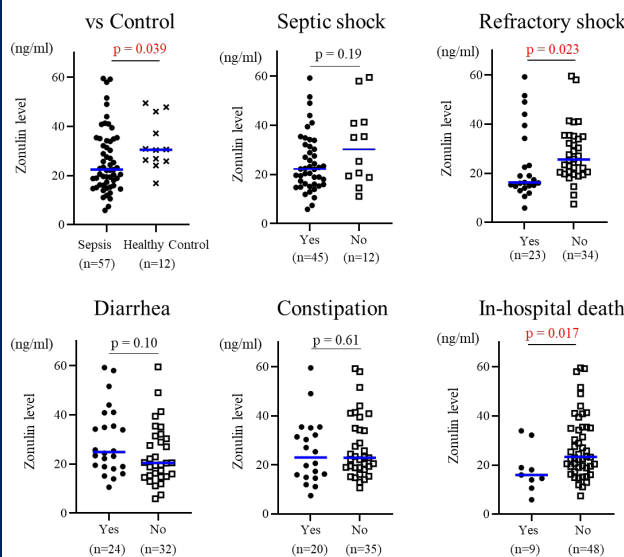 vs Control
(ng/ml)
p = 0.039
Zonulin level
60
40
20
0
Sepsis Healthy Control
(n=57) (n=12)
Septic shock
(ng/ml)
p = 0.19
Zonulin level
60
40
20
0
Yes No
(n=45) (n=12)
Refractory shock
(ng/ml)
p = 0.023
Zonulin level
60
40
20
0
Yes No
(n=23) (n=34)
Diarrhea
(ng/ml)
p = 0.10
Zonulin level
60
40
20
0
Yes No
(n=24) (n=32)
Constipation
(ng/ml)
p = 0.61
Zonulin level
60
40
20
0
Yes No
(n=20) (n=35)
In-hospital death
(ng/ml)
p = 0.017
Zonulin level
60
40
20
0
Yes No
(n=9) (n=48)